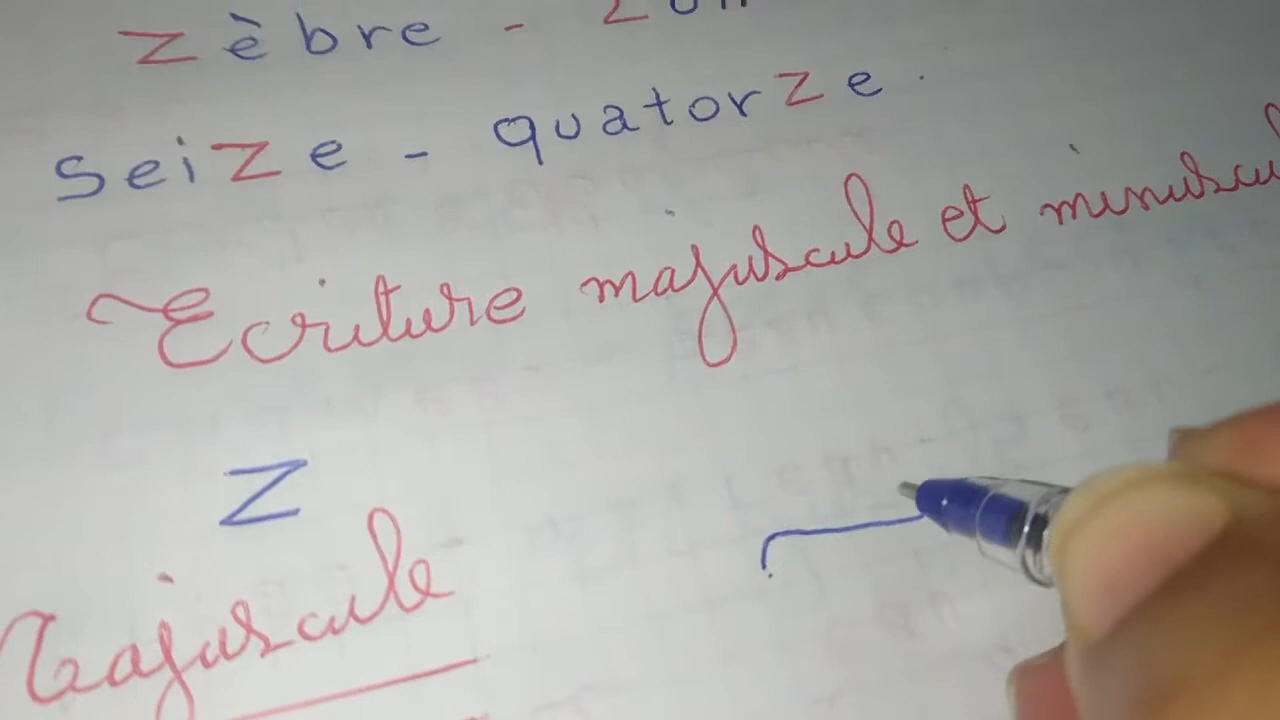 zèbre -
seize - quatorze.
Ecriture majuscule et
Z
Majuscule